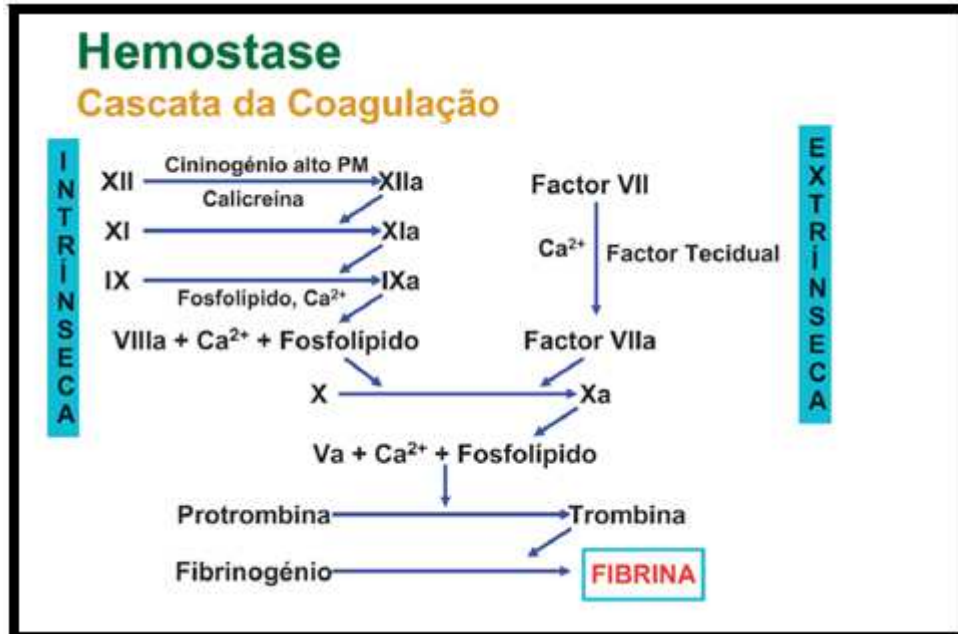 Hemostase
Cascata da Coagulação
INTRÍNSECA
EXTRÍNSECA
Cininogénio alto PM
XII XIIa
Calicreína
XI XIa
IX IXa
Fosfolípido, Ca²⁺
VIIIa + Ca²⁺ + Fosfolípido
Factor VII
Ca²⁺ Factor Tecidual
Factor VIIa
X Xa
Va + Ca²⁺ + Fosfolípido
Protrombina Trombina
Fibrinogénio FIBRINA